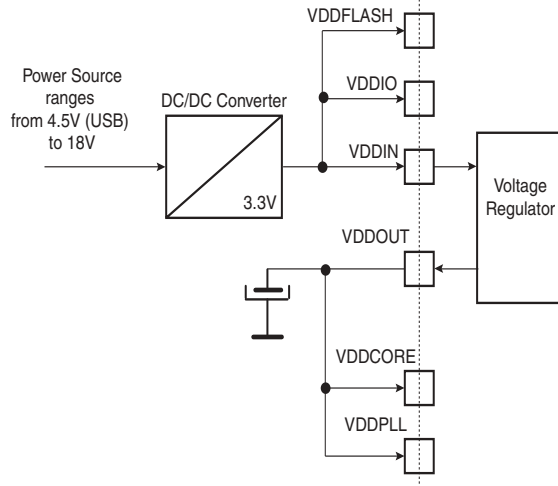 VDDFLASH
Power Source
ranges
from 4.5V (USB)
to 18V
DC/DC Converter
3.3V
VDDIO
VDDIN
Voltage
Regulator
VDDOUT
VDDCORE
VDDPLL